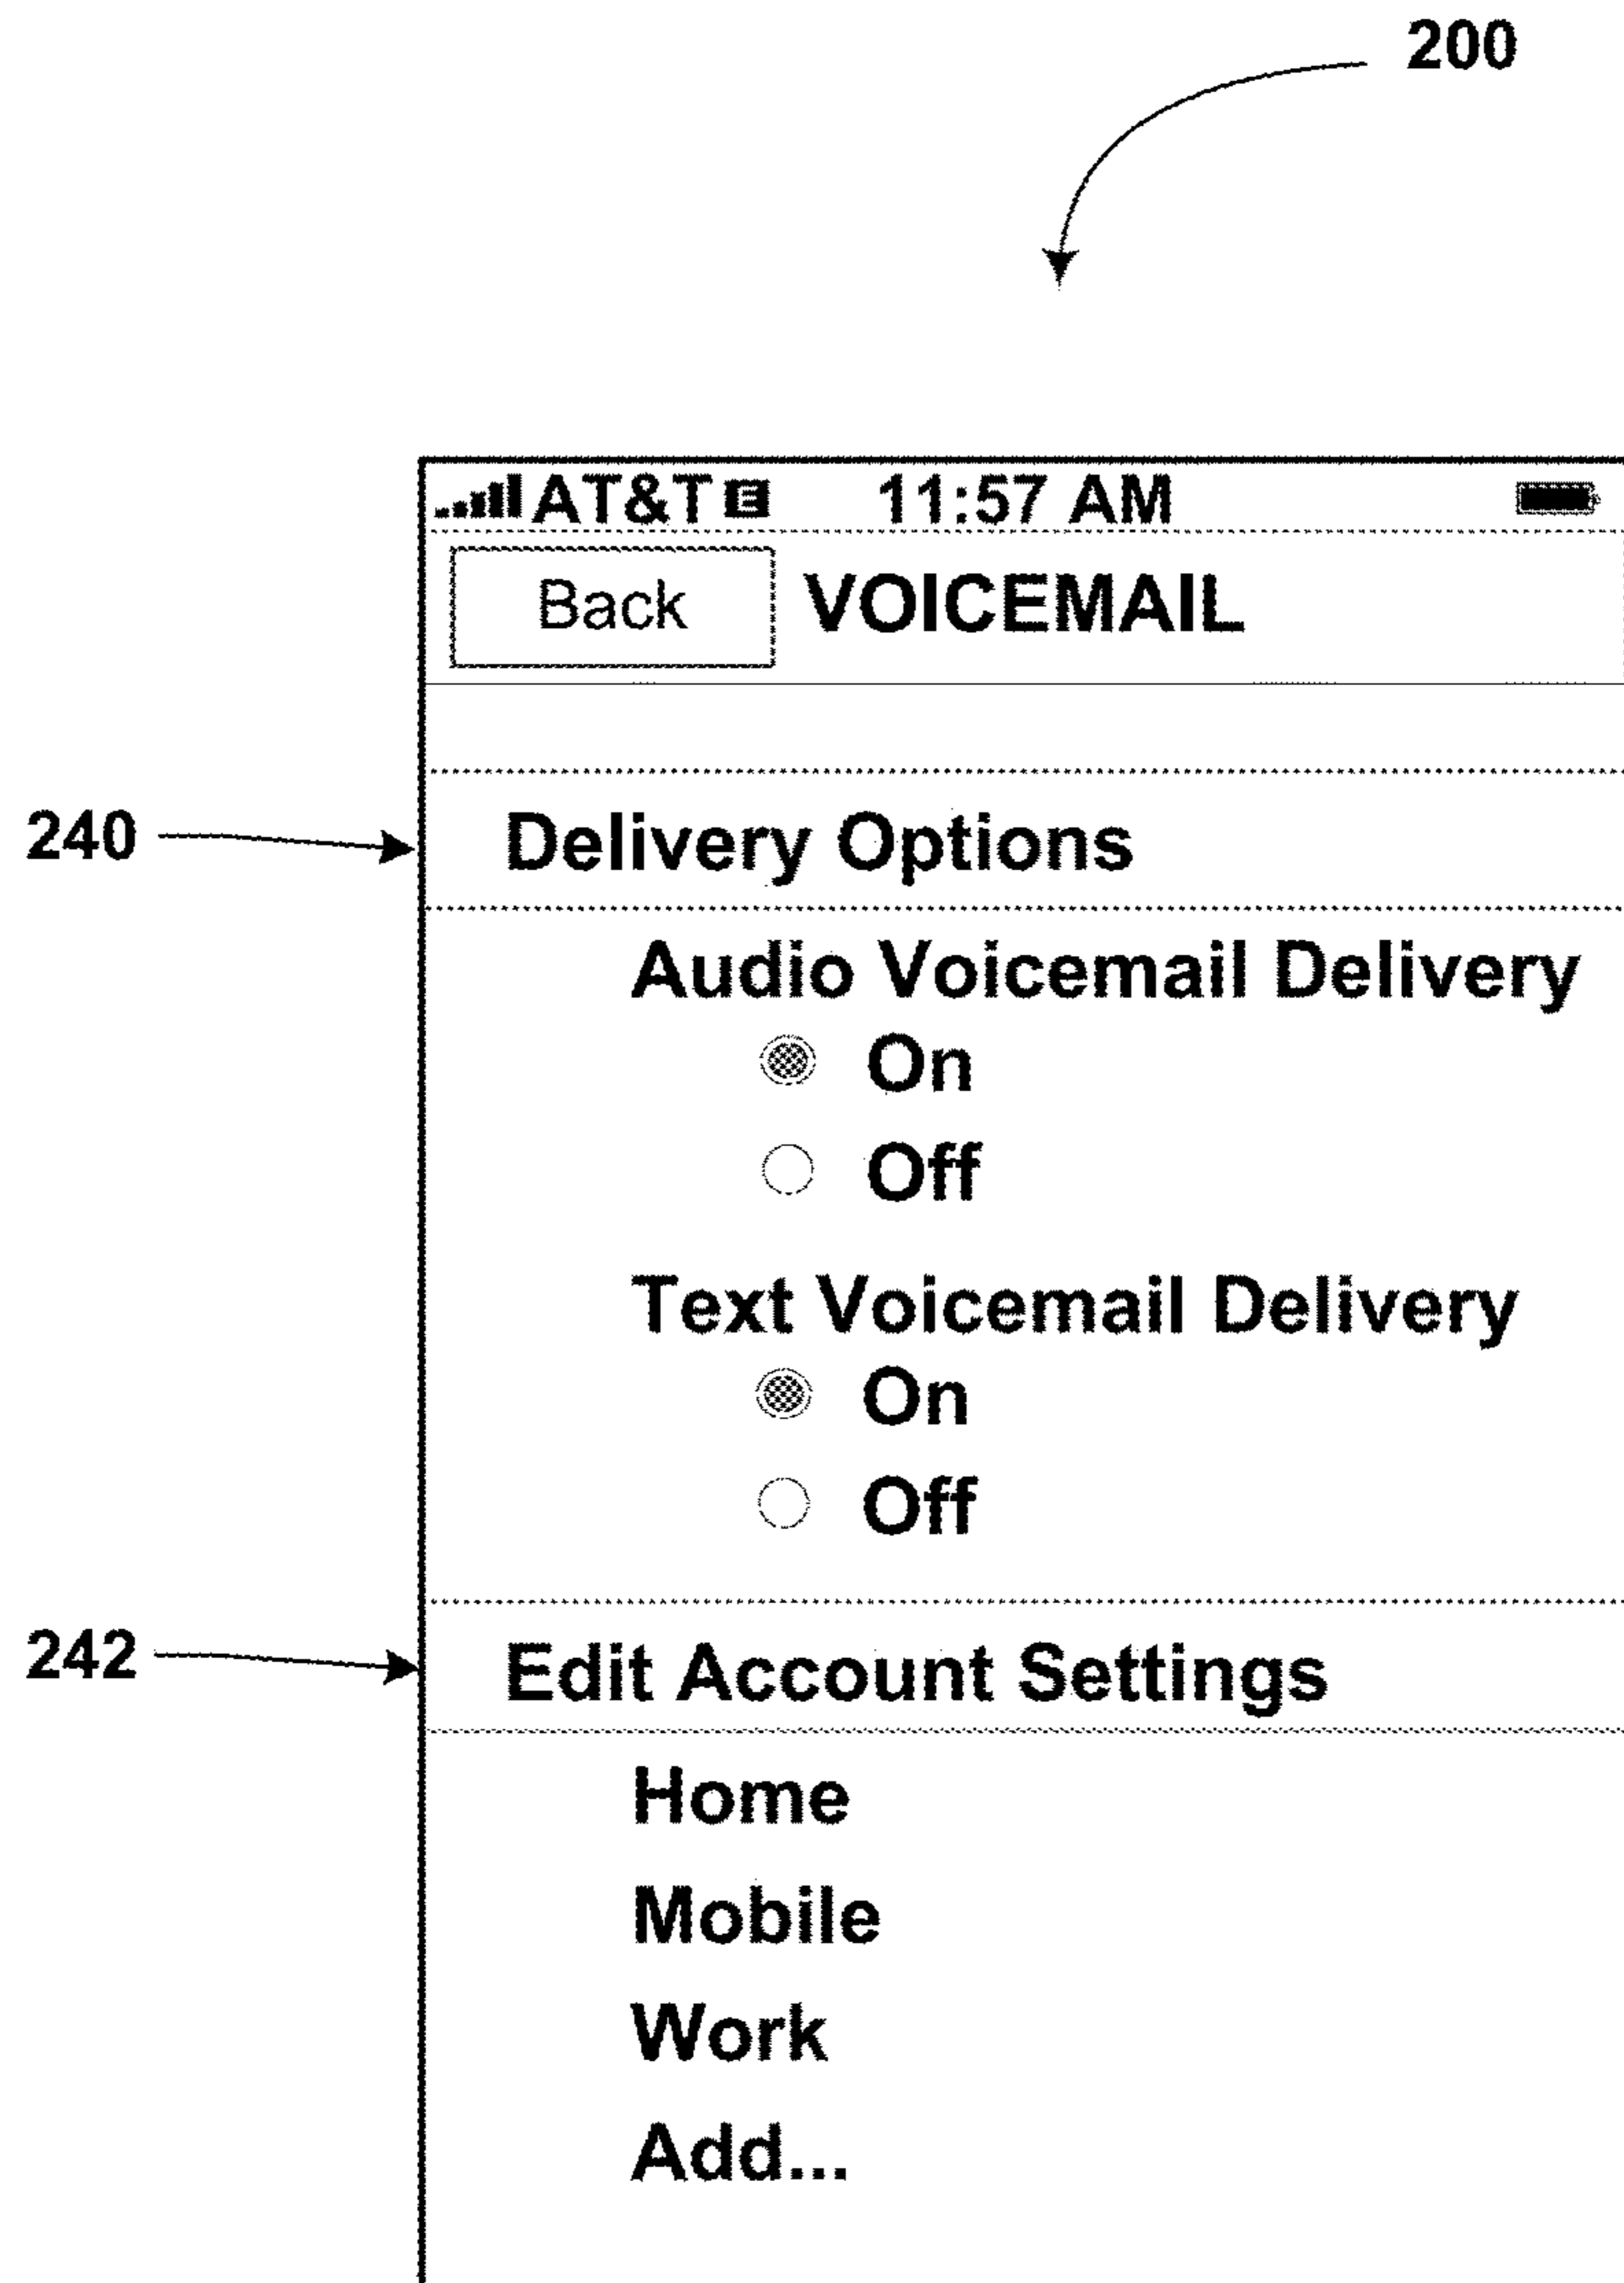 200
AT&T E 11:57 AM
Back VOICEMAIL
240 Delivery Options
Audio Voicemail Delivery
On
Off
Text Voicemail Delivery
On
Off
242 Edit Account Settings
Home
Mobile
Work
Add...